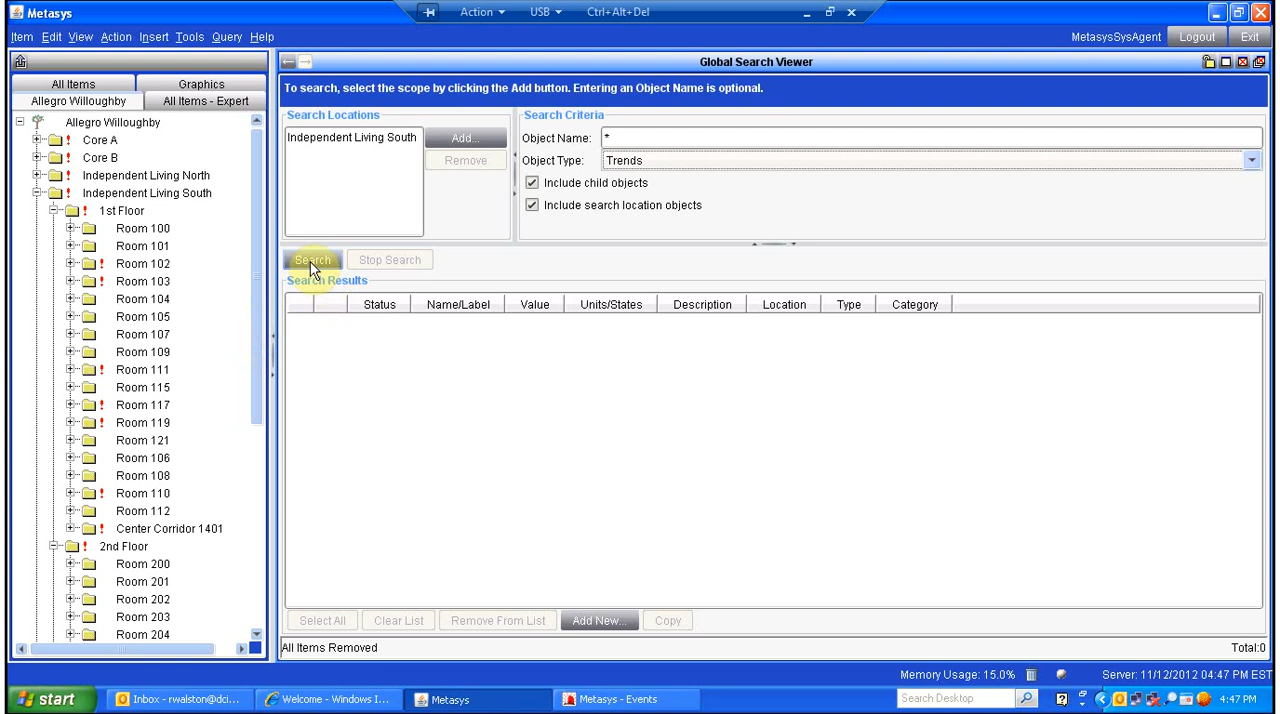 Metasys
Action
USB
Ctrl+Alt+Del
Item Edit View Action Insert Tools Query Help
MetasysSysAgent
Logout
Exit
All Items
Graphics
Allegro Willoughby
All Items - Expert
Allegro Willoughby
Core A
Core B
Independent Living North
Independent Living South
1st Floor
Room 100
Room 101
Room 102
Room 103
Room 104
Room 105
Room 107
Room 109
Room 111
Room 115
Room 117
Room 119
Room 121
Room 106
Room 108
Room 110
Room 112
Center Corridor 1401
2nd Floor
Room 200
Room 201
Room 202
Room 203
Room 204
Global Search Viewer
To search, select the scope by clicking the Add button. Entering an Object Name is optional.
Search Locations
Independent Living South
Add...
Remove
Search Criteria
Object Name: *
Object Type: Trends
Include child objects
Include search location objects
Search
Stop Search
Search Results
Status Name/Label Value Units/States Description Location Type Category
Select All
Clear List
Remove From List
Add New...
Copy
All Items Removed
Total:0
Memory Usage: 15.0%
Server: 11/12/2012 04:47 PM EST
start
Inbox - rwalston@dci...
Welcome - Windows I...
Metasys
Metasys - Events
Search Desktop
4:47 PM